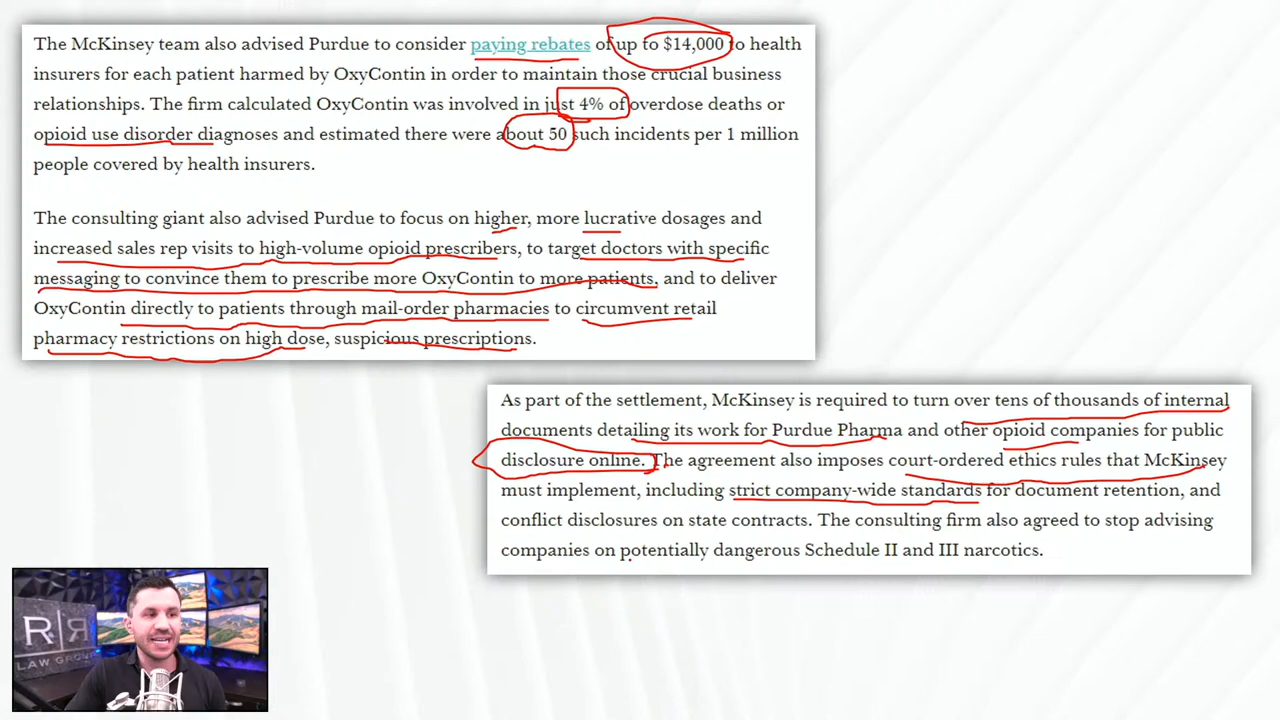 The McKinsey team also advised Purdue to consider paying rebates of up to $14,000 to health
insurers for each patient harmed by OxyContin in order to maintain those crucial business
relationships. The firm calculated OxyContin was involved in just 4% of overdose deaths or
opioid use disorder diagnoses and estimated there were about 50 such incidents per 1 million
people covered by health insurers.
The consulting giant also advised Purdue to focus on higher, more lucrative dosages and
increased sales rep visits to high-volume opioid prescribers, to target doctors with specific
messaging to convince them to prescribe more OxyContin to more patients, and to deliver
OxyContin directly to patients through mail-order pharmacies to circumvent retail
pharmacy restrictions on high dose, suspicious prescriptions.
As part of the settlement, McKinsey is required to turn over tens of thousands of internal
documents detailing its work for Purdue Pharma and other opioid companies for public
disclosure online. The agreement also imposes court-ordered ethics rules that McKinsey
must implement, including strict company-wide standards for document retention, and
conflict disclosures on state contracts. The consulting firm also agreed to stop advising
companies on potentially dangerous Schedule II and III narcotics.
R|R
LAW GROUP